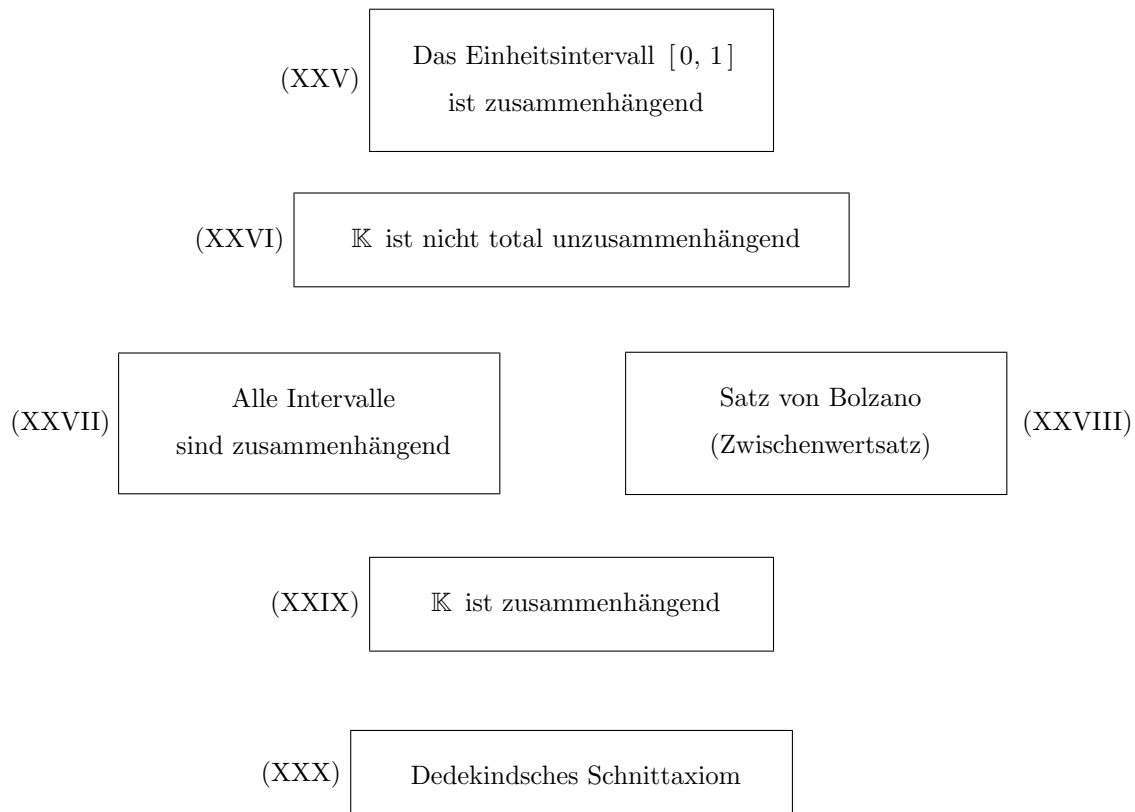 Das Einheitsintervall [0, 1]
(XXV)
ist zusammenhängend
(XXVI) 𝕂 ist nicht total unzusammenhängend
Alle Intervalle
(XXVII)
sind zusammenhängend
Satz von Bolzano
(XXVIII)
(Zwischenwertsatz)
(XXIX) 𝕂 ist zusammenhängend
(XXX) Dedekindsches Schnittaxiom